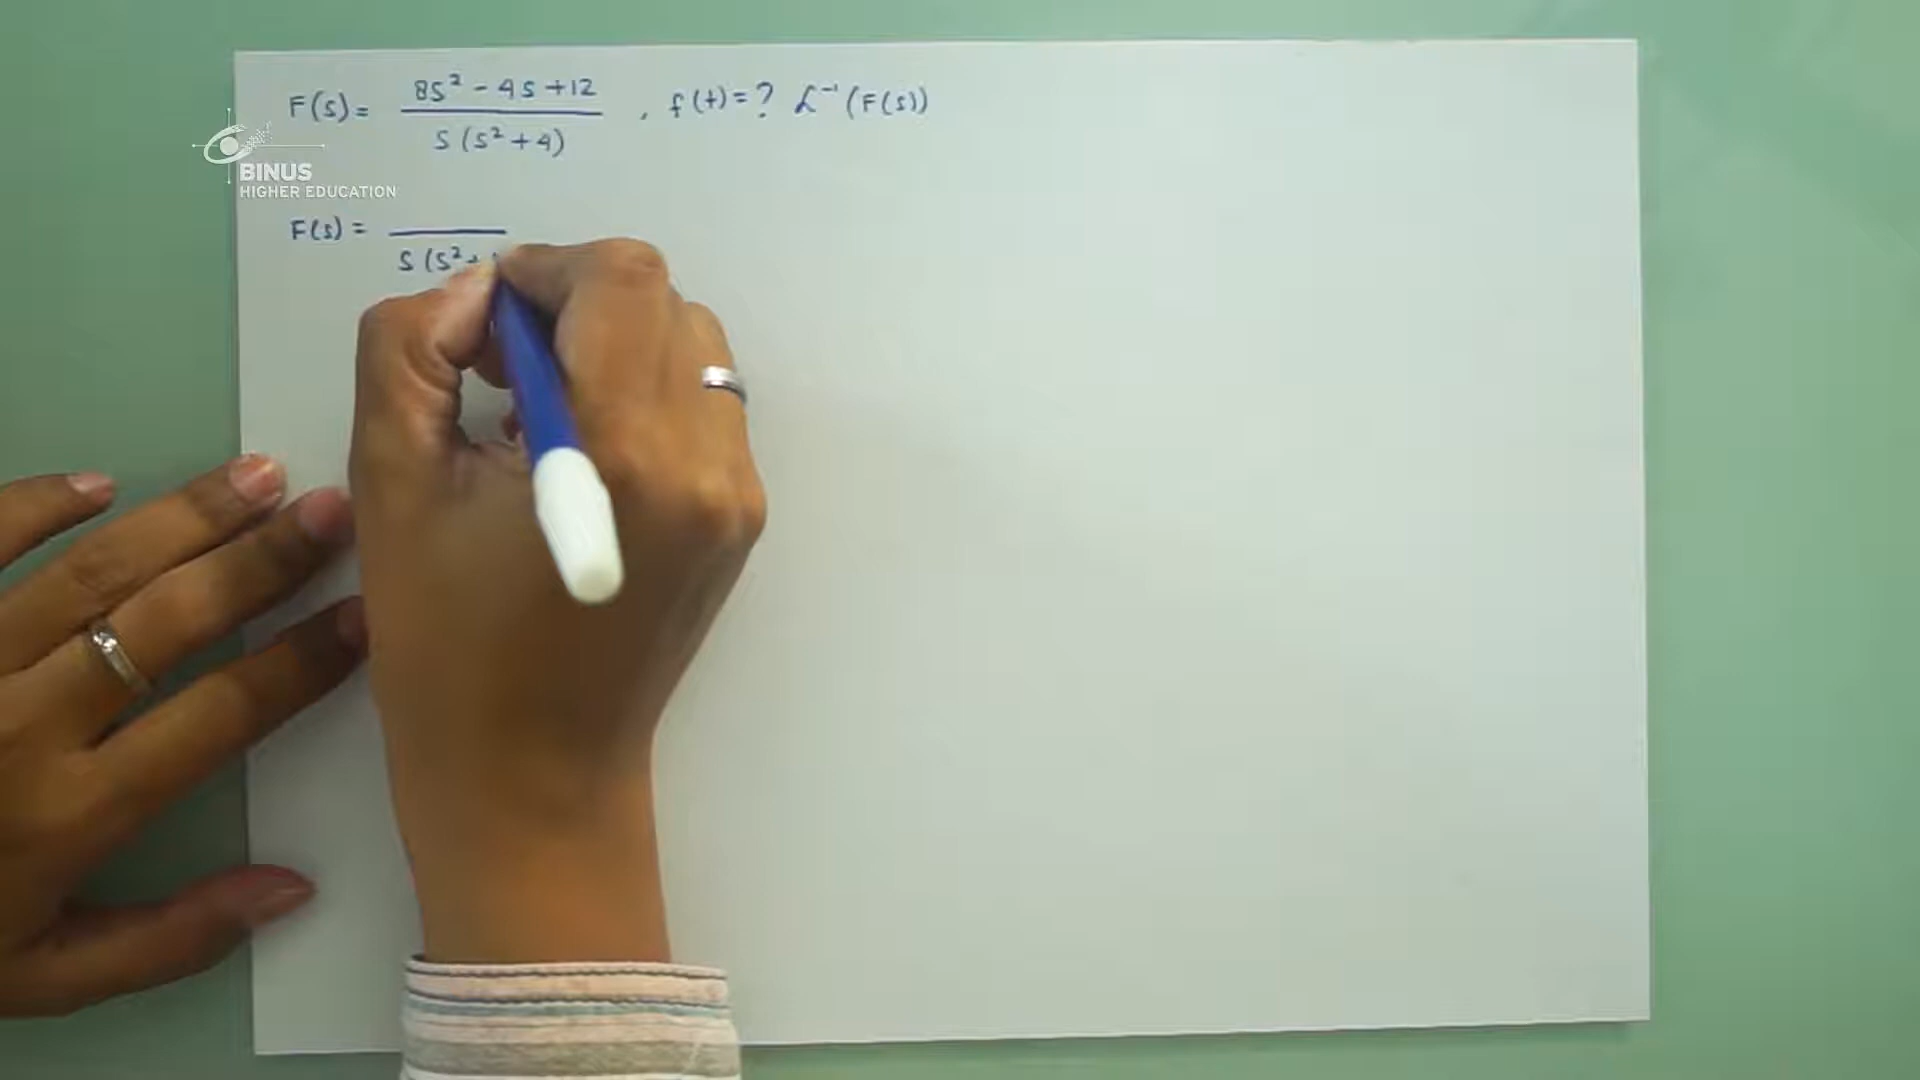 F(s) = 8s² - 4s + 12 / s (s² + 4) , f(t) = ? ℒ⁻¹ (F(s))
BINUS
HIGHER EDUCATION
F(s) = / s (s² +